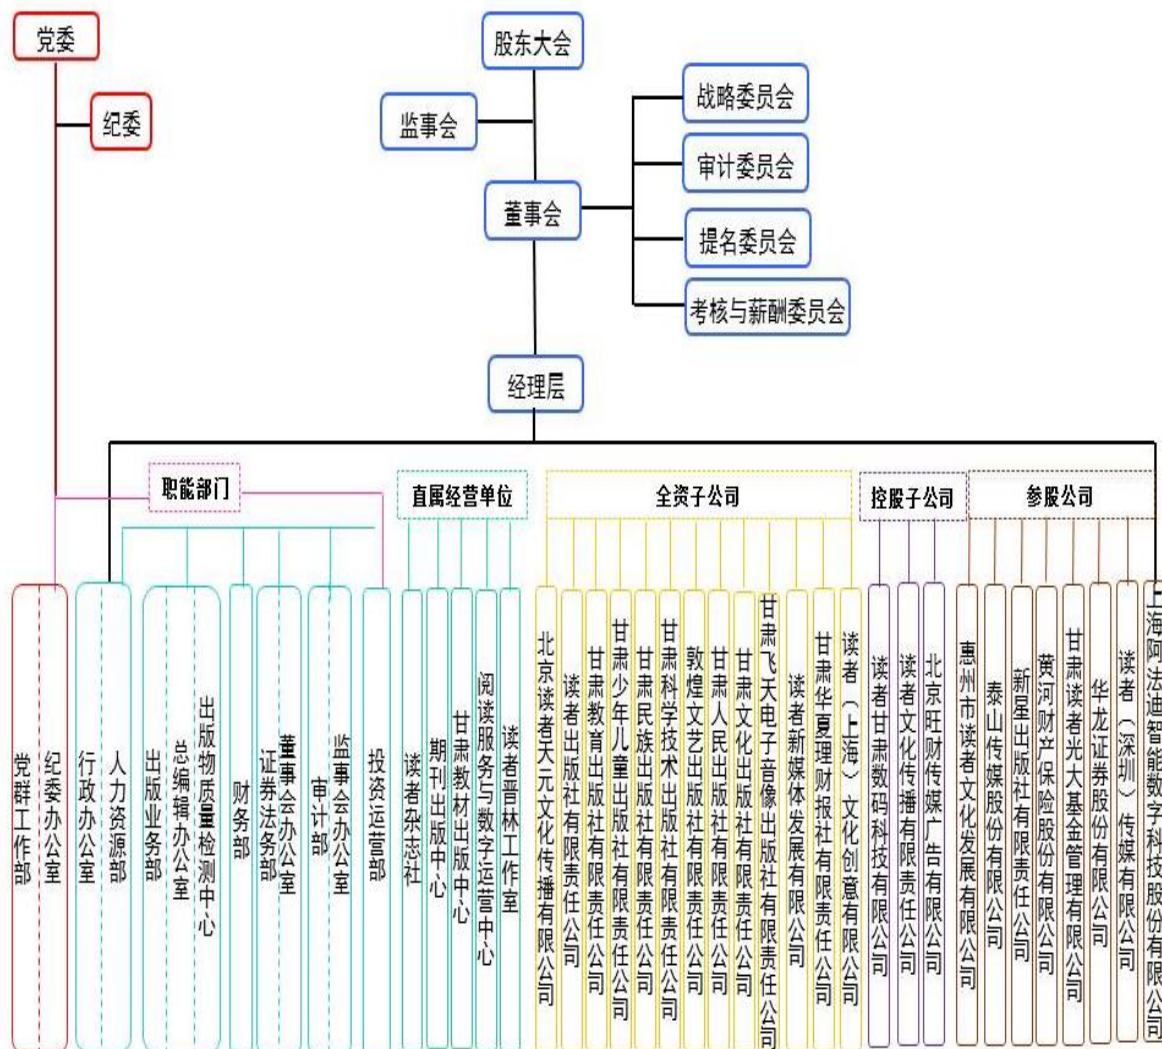 党委
股东大会
纪委
监事会
战略委员会
审计委员会
董事会
提名委员会
考核与薪酬委员会
经理层
职能部门
直属经营单位
全资子公司
控股子公司
参股公司
党群工作部
纪委办公室
行政办公室
人力资源部
出版业务部
总编辑办公室
出版物质量检测中心
财务部
证券法务部
董事会办公室
审计部
监事会办公室
投资运营部
读者杂志社
期刊出版中心
甘肃教材出版中心
阅读服务与数字运营中心
读者晋林工作室
北京读者天元文化传播有限公司
读者出版社有限责任公司
甘肃教育出版社有限责任公司
甘肃少年儿童出版社有限责任公司
甘肃民族出版社有限责任公司
甘肃科学技术出版社有限责任公司
敦煌文艺出版社有限责任公司
甘肃人民出版社有限责任公司
甘肃文化出版社有限责任公司
甘肃飞天电子音像出版社有限责任公司
读者新媒体发展有限公司
甘肃华夏理财报社有限责任公司
读者（上海）文化创意有限公司
读者甘肃数码科技有限公司
读者文化传播有限责任公司
北京旺财传媒广告有限公司
惠州市读者文化发展有限公司
泰山传媒股份有限公司
新星出版社有限责任公司
黄河财产保险股份有限公司
甘肃读者光大基金管理有限公司
华龙证券股份有限公司
读者（深圳）传媒有限公司
上海阿法迪智能数字科技股份有限公司